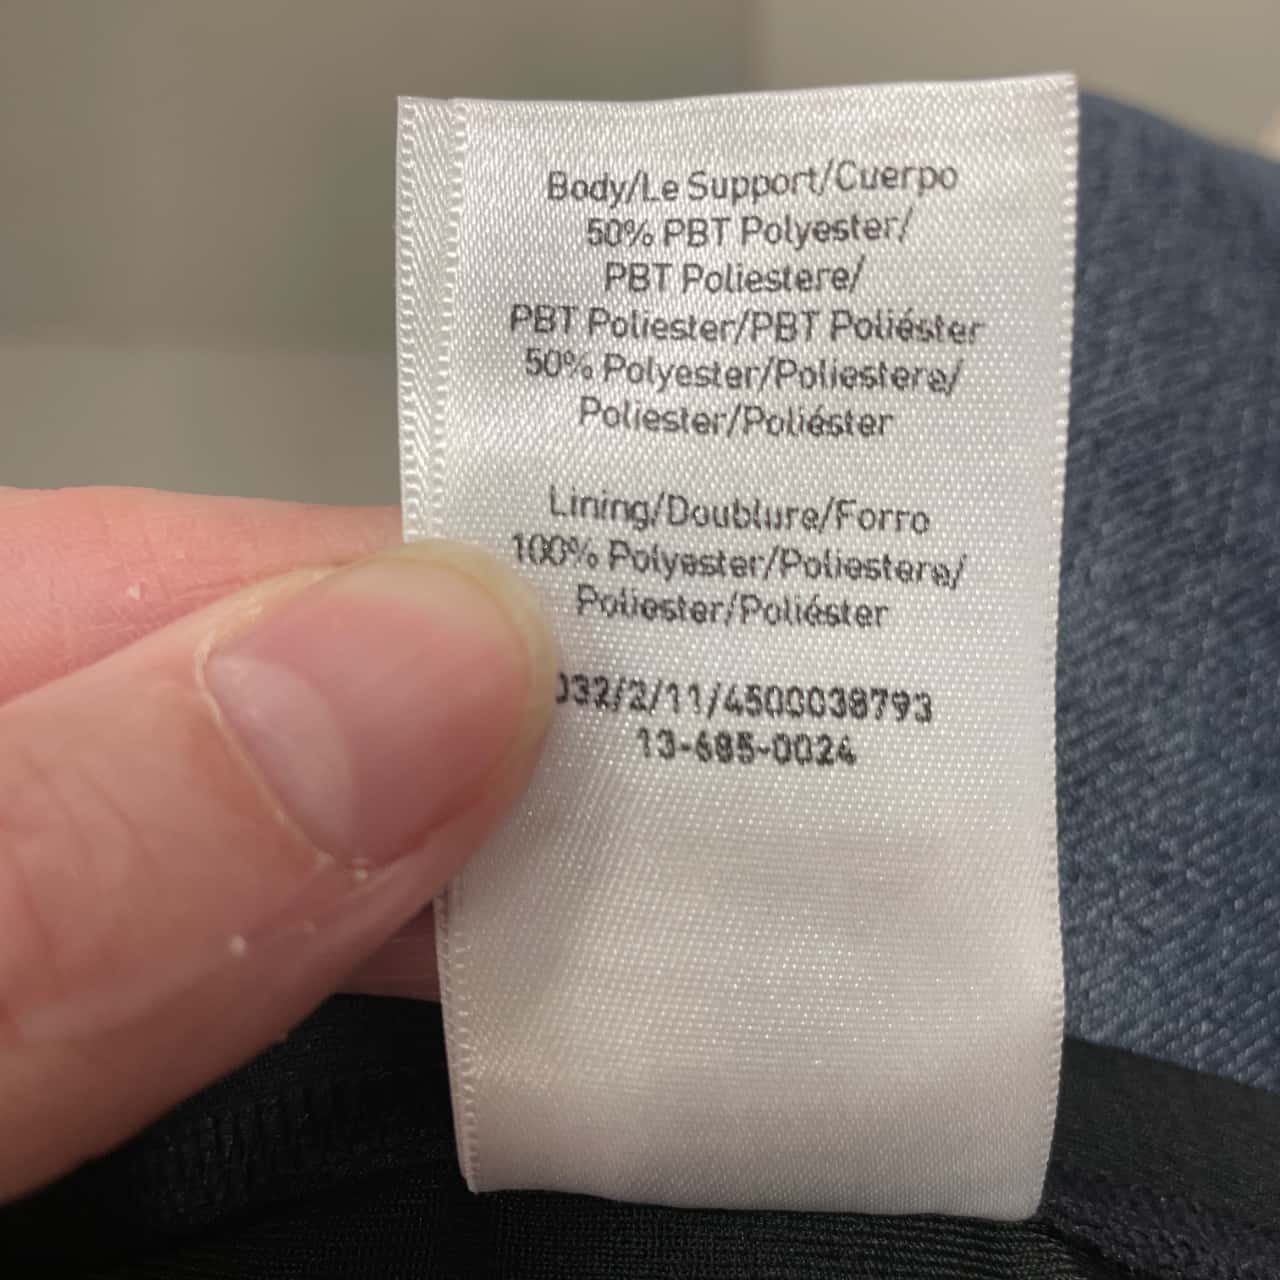 Body/Le Support/Cuerpo
50% PBT Polyester/
PBT Poliestere/
PBT Poliester/PBT Poliéster
50% Polyester/Poliestere/
Poliester/Poliéster
Lining/Doublure/Forro
100% Polyester/Poliestere/
Poliester/Poliéster
032/2/11/4500038793
13-685-0024